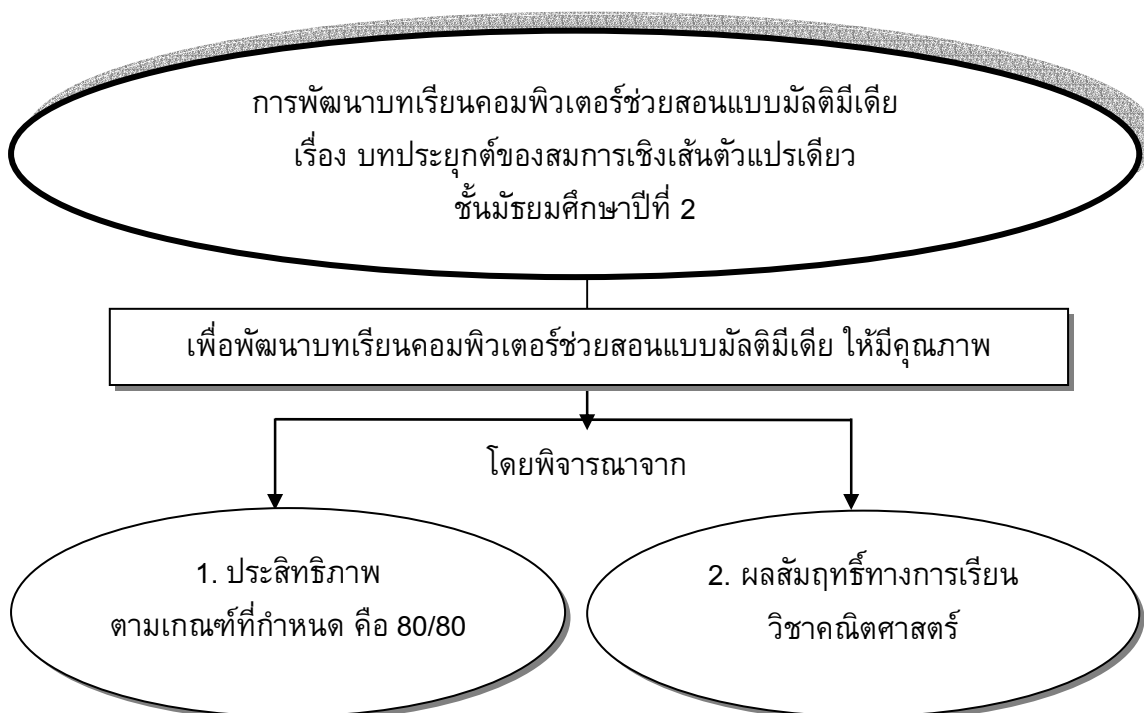 การพัฒนาบทเรียนคอมพิวเตอร์ช่วยสอนแบบมัลติมีเดีย
เรื่อง บทประยุกต์ของสมการเชิงเส้นตัวแปรเดียว
ชั้นมัธยมศึกษาปีที่ 2
เพื่อพัฒนาบทเรียนคอมพิวเตอร์ช่วยสอนแบบมัลติมีเดีย ให้มีคุณภาพ
โดยพิจารณาจาก
1. ประสิทธิภาพ
ตามเกณฑ์ที่กำหนด คือ 80/80
2. ผลสัมฤทธิ์ทางการเรียน
วิชาคณิตศาสตร์